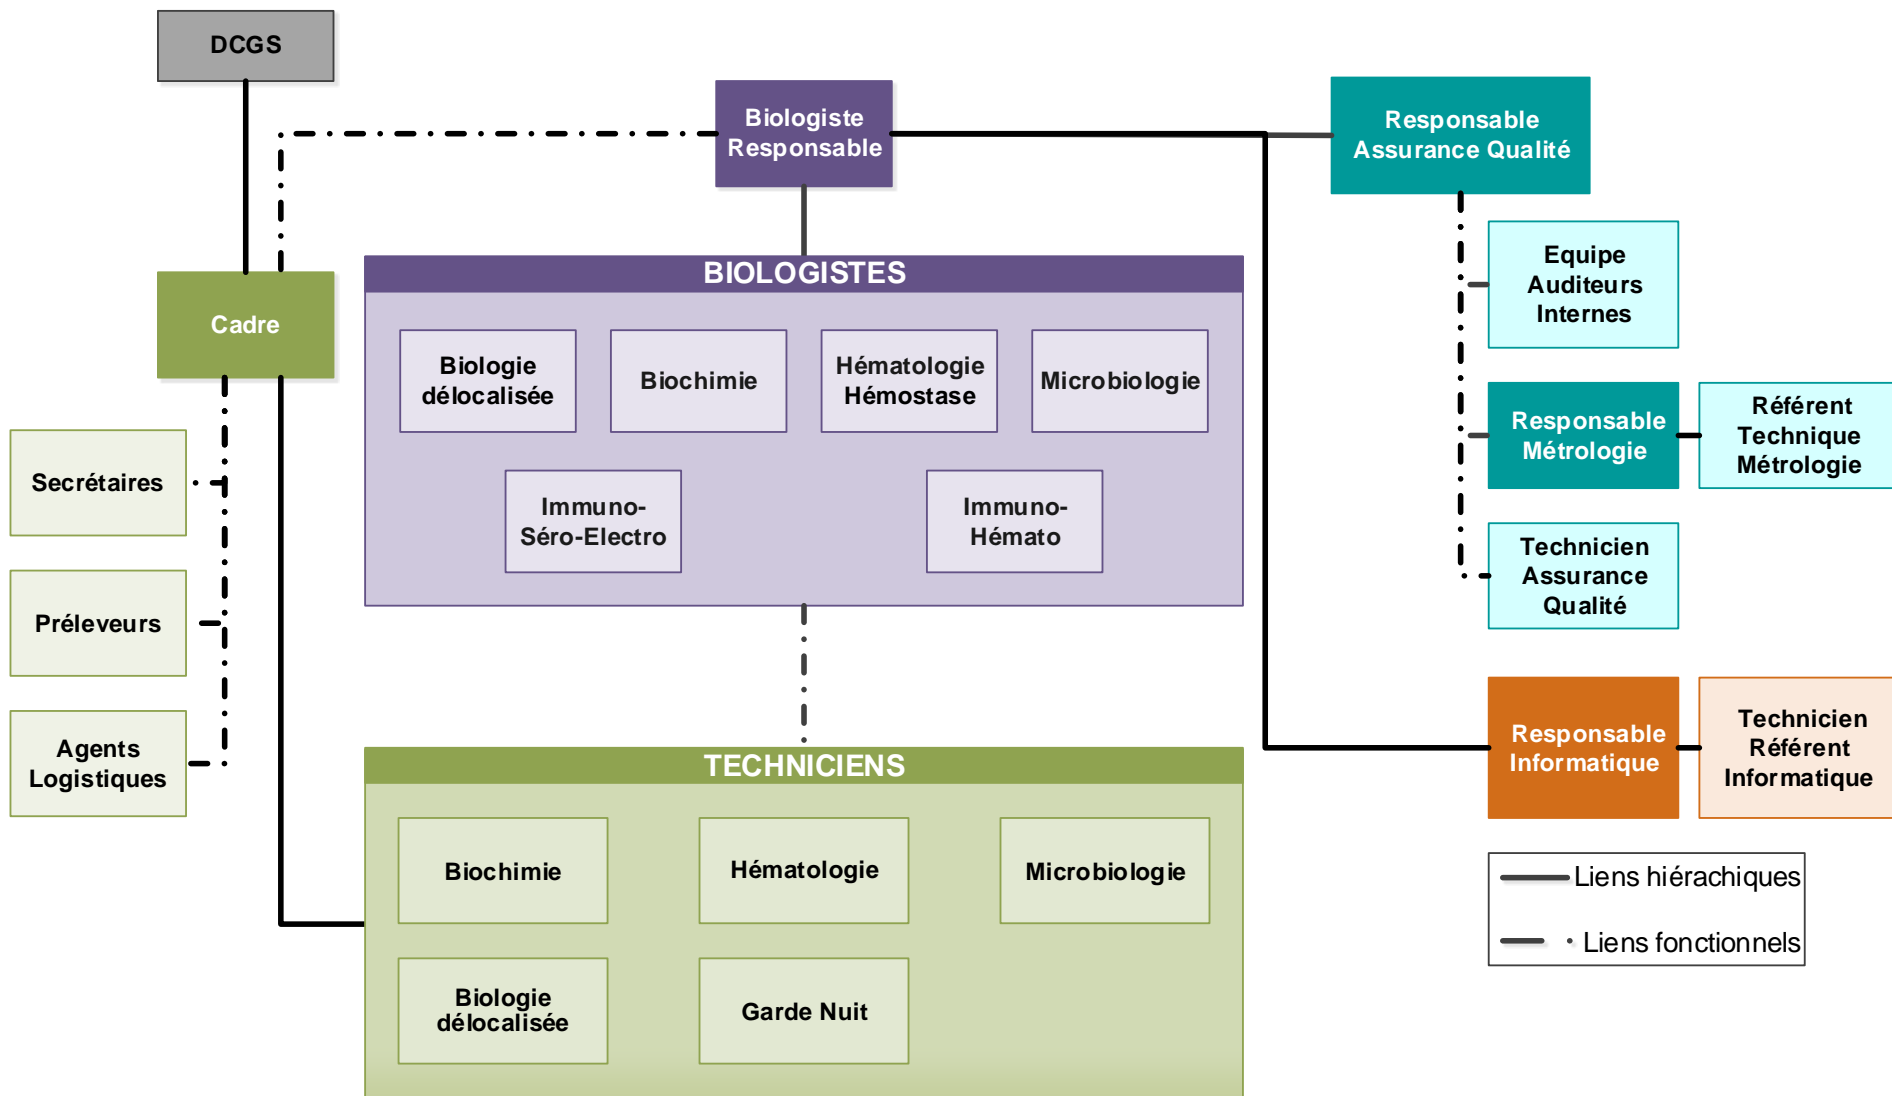 DCGS
Biologiste
Responsable
Responsable
Assurance Qualité
Cadre
Secrétaires
Préleveurs
Agents
Logistiques
BIOLOGISTES
Biologie
délocalisée
Biochimie
Hématologie
Hémostase
Microbiologie
Immuno-
Séro-Electro
Immuno-
Hémato
TECHNICIENS
Biochimie
Hématologie
Microbiologie
Biologie
délocalisée
Garde Nuit
Equipe
Auditeurs
Internes
Responsable
Métrologie
Référent
Technique
Métrologie
Technicien
Assurance
Qualité
Responsable
Informatique
Technicien
Référent
Informatique
Liens hiérachiques
Liens fonctionnels